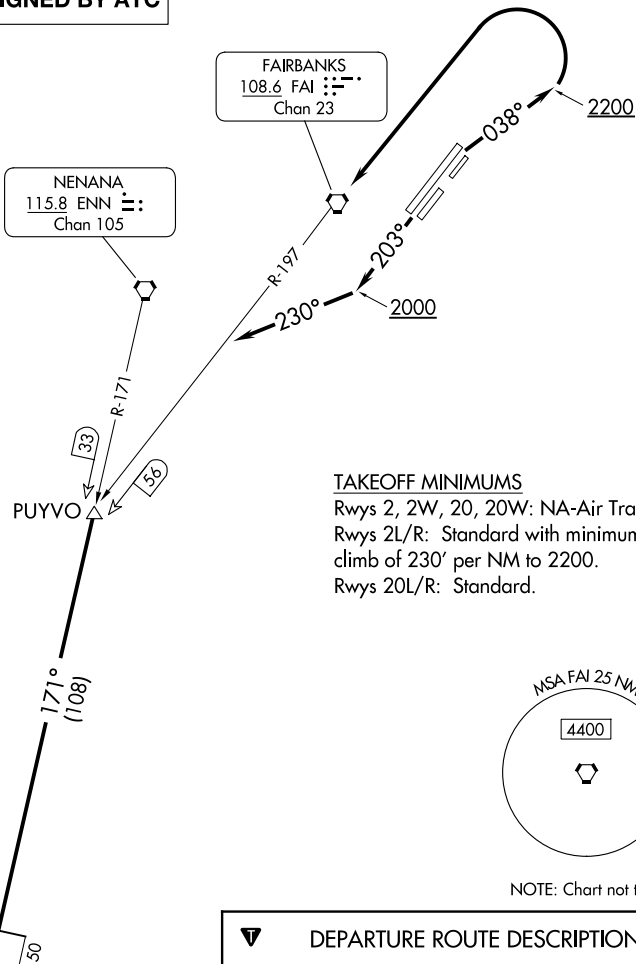 IGNED BY ATC
FAIRBANKS
108.6 FAI
Chan 23
2200
038°
NENANA
115.8 ENN
Chan 105
203°
R-197
230°
2000
R-171
33
56
PUYVO
TAKEOFF MINIMUMS
Rwys 2, 2W, 20, 20W: NA-Air Tra
Rwys 2L/R: Standard with minimum
climb of 230' per NM to 2200.
Rwys 20L/R: Standard.
171°
(108)
MSA FAI 25 NM
4400
NOTE: Chart not t
50
T
DEPARTURE ROUTE DESCRIPTION